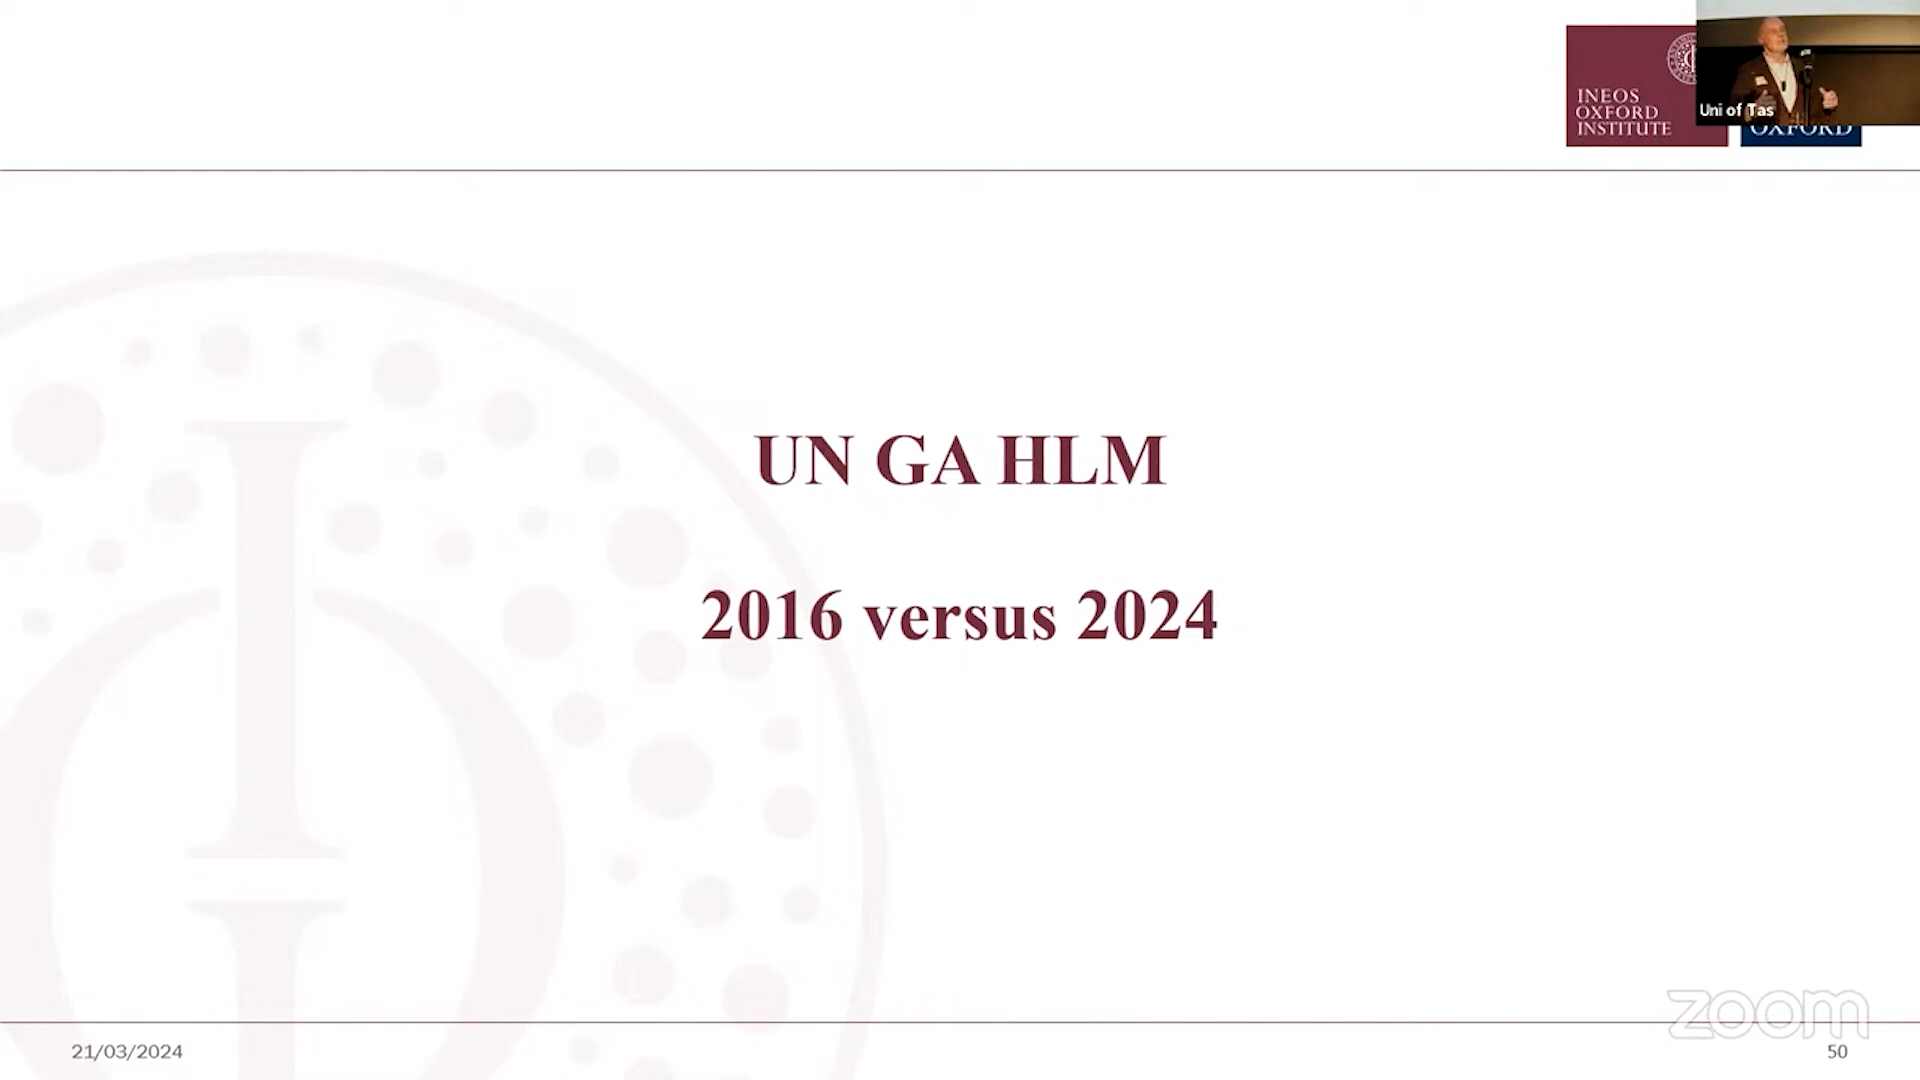 INEOS
OXFORD
INSTITUTE
OXFORD
Uni of Tas
UN GA HLM
2016 versus 2024
zoom
21/03/2024
50